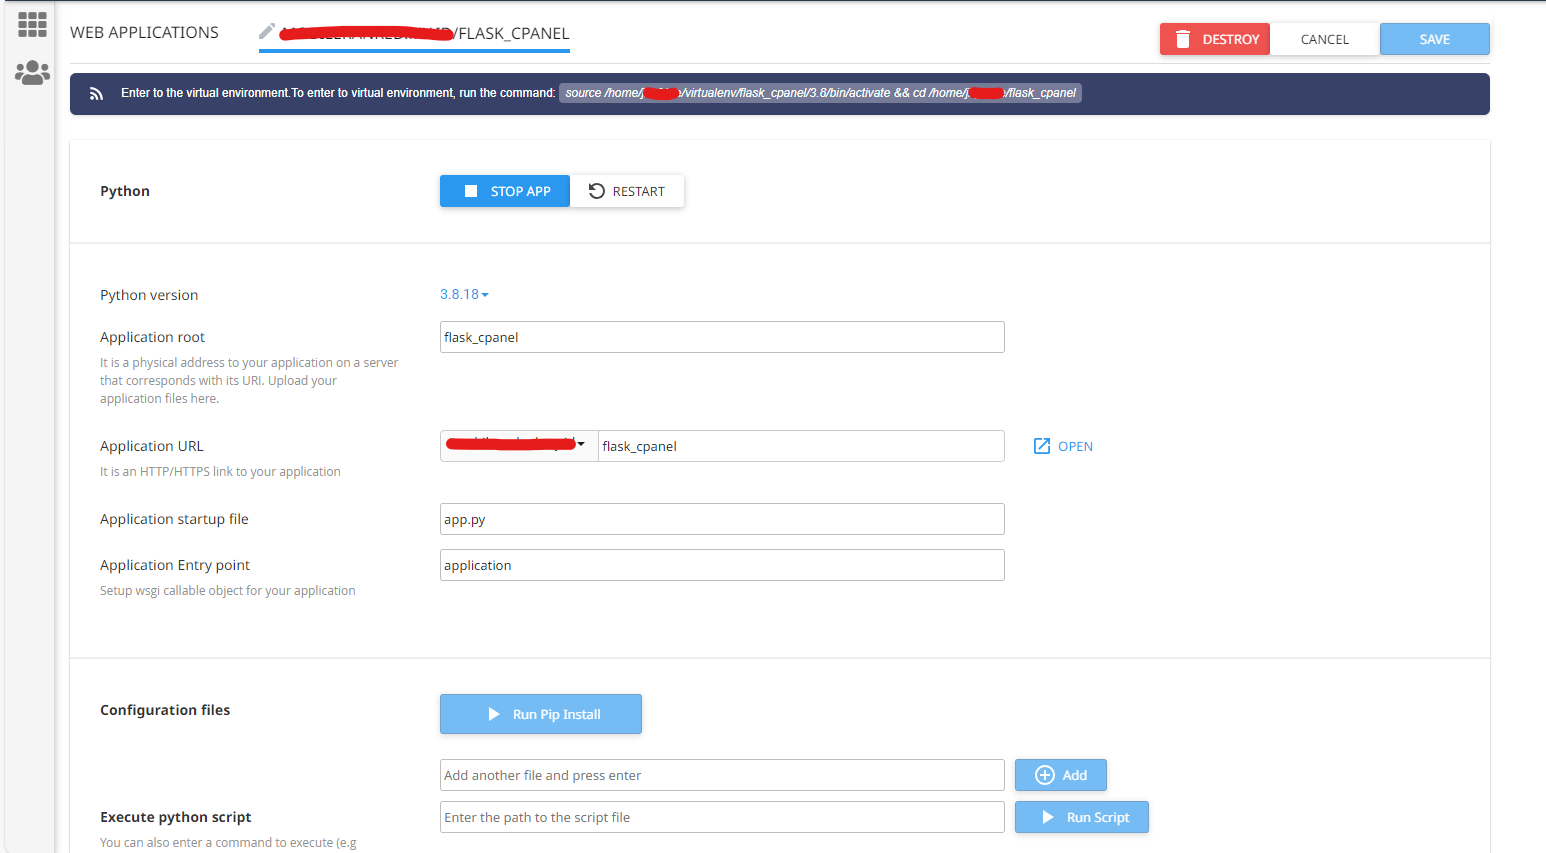 WEB APPLICATIONS
/FLASK_CPANEL
DESTROY
CANCEL
SAVE
Enter to the virtual environment.To enter to virtual environment, run the command: source /home/j e/virtualenv/flask_cpanel/3.8/bin/activate && cd /home/j e/flask_cpanel
Python
STOP APP
RESTART
Python version
3.8.18
Application root
flask_cpanel
It is a physical address to your application on a server
that corresponds with its URI. Upload your
application files here.
Application URL
flask_cpanel
OPEN
It is an HTTP/HTTPS link to your application
Application startup file
app.py
Application Entry point
application
Setup wsgi callable object for your application
Configuration files
Run Pip Install
Add another file and press enter
Add
Execute python script
Enter the path to the script file
Run Script
You can also enter a command to execute (e.g